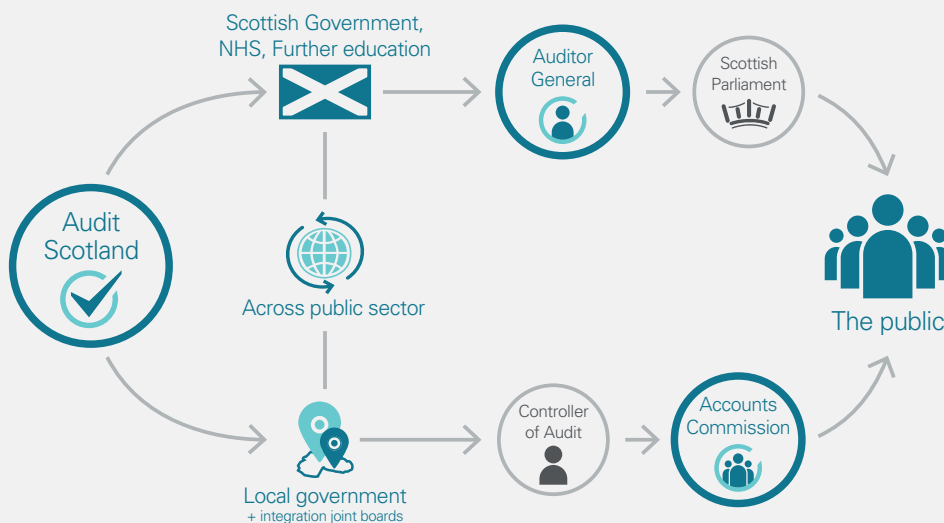 Scottish Government,
NHS, Further education
Auditor
General
Scottish
Parliament
Audit
Scotland
Across public sector
The public
Local government
+ integration joint boards
Controller
of Audit
Accounts
Commission